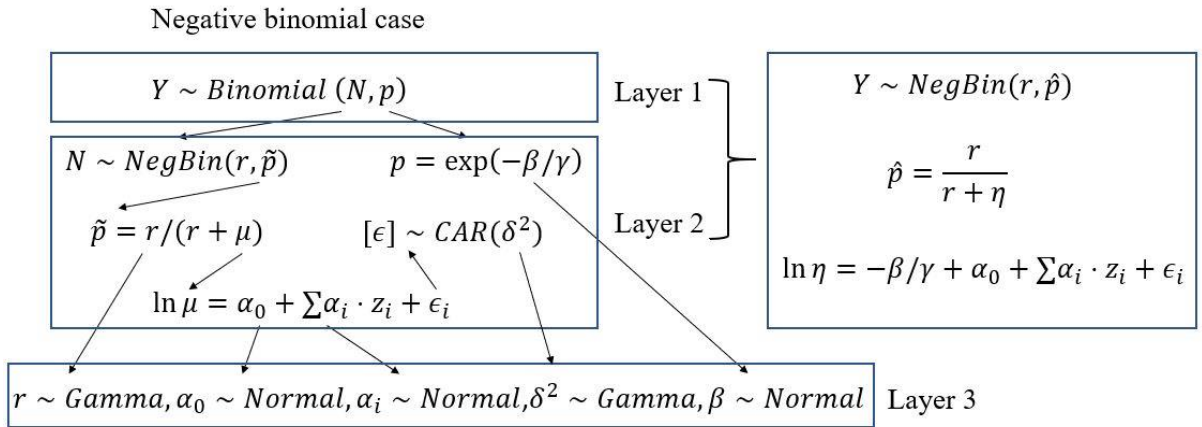 Negative binomial case
Y ~ Binomial (N, p)
Layer 1
N ~ NegBin(r, p̃)
p = exp(−β/γ)
p̃ = r/(r + μ)
[ϵ] ~ CAR(δ²)
Layer 2
ln μ = α₀ + ∑αᵢ · zᵢ + ϵᵢ
Y ~ NegBin(r, p̂)
p̂ = r / (r + η)
ln η = −β/γ + α₀ + ∑αᵢ · zᵢ + ϵᵢ
r ~ Gamma, α₀ ~ Normal, αᵢ ~ Normal,δ² ~ Gamma, β ~ Normal
Layer 3